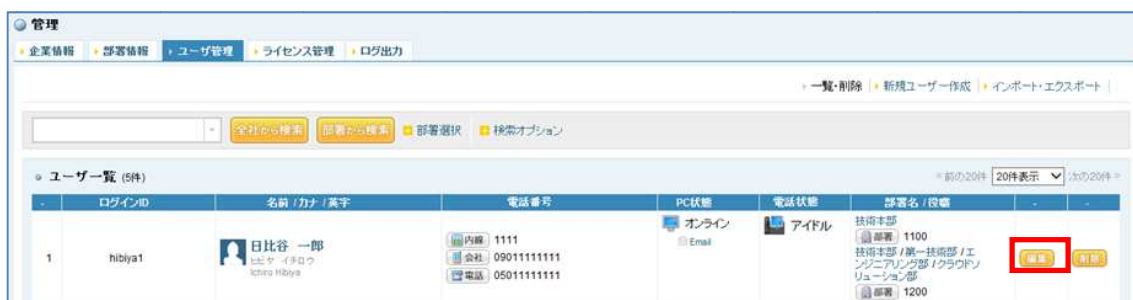 管理
企業情報 部署情報 ユーザ管理 ライセンス管理 ログ出力
一覧・削除 新規ユーザー作成 インポート・エクスポート
全社から検索 部署から検索 部署選択 検索オプション
ユーザ一覧 (5件) 前の20件 20件表示 次の20件
- ログインID 名前 / カナ / 英字 電話番号 PC状態 電話状態 部署名 / 役職 - -
1 hibiya1 日比谷 一郎 ヒビヤ イチロウ Ichiro Hibiya
内線 1111
会社 09011111111
電話 05011111111
オンライン
Email
アイドル
技術本部
部署 1100
技術本部 / 第一技術部 / エ
ンジニアリング部 / クラウドソ
リューション部
部署 1200
編集 削除